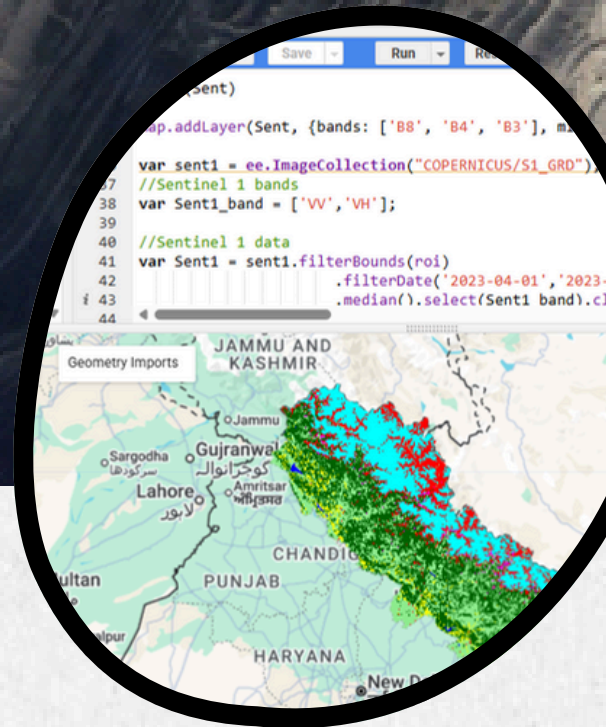 Save
Run
Res
(Sent)
ap.addLayer(Sent, {bands: ['B8', 'B4', 'B3'], m
var sent1 = ee.ImageCollection("COPERNICUS/S1_GRD")
37 //Sentinel 1 bands
38 var Sent1_band = ['VV','VH'];
39
40 //Sentinel 1 data
41 var Sent1 = sent1.filterBounds(roi)
42 .filterDate('2023-04-01','2023-
i 43 .median().select(Sent1_band).cl
44
Geometry Imports
JAMMU AND
KASHMIR
Jammu
Sargodha
سرگودها
Gujranwal
گوجرانوالہ
Lahore
لاہور
Amritsar
CHANDIG
ultan
PUNJAB
alpur
HARYANA
New De